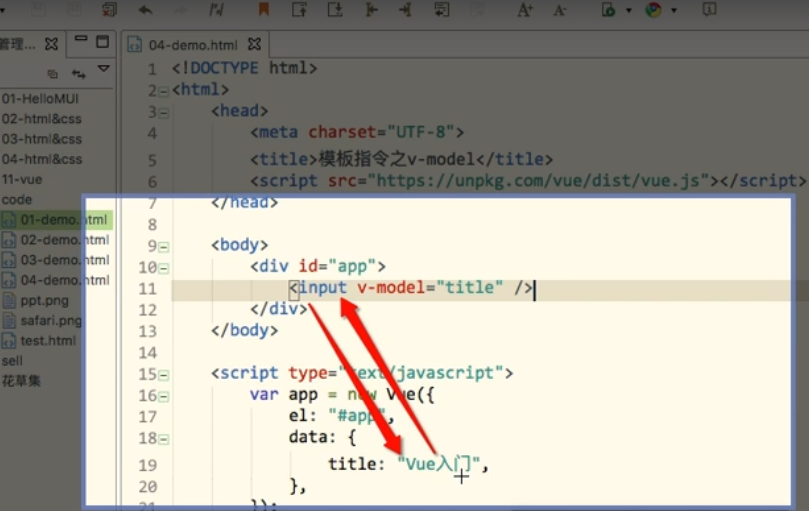 管理...
04-demo.html
01-HelloMUI
02-html&css
03-html&css
04-html&css
11-vue
code
01-demo.html
02-demo.html
03-demo.html
04-demo.html
ppt.png
safari.png
test.html
sell
花草集
1 <!DOCTYPE html>
2 <html>
3 <head>
4 <meta charset="UTF-8">
5 <title>模板指令之v-model</title>
6 <script src="https://unpkg.com/vue/dist/vue.js"></script>
7 </head>
8
9 <body>
10 <div id="app">
11 <input v-model="title" />
12 </div>
13 </body>
14
15 <script type="text/javascript">
16 var app = new Vue({
17 el: "#app",
18 data: {
19 title: "Vue入门",
20 },
21 });